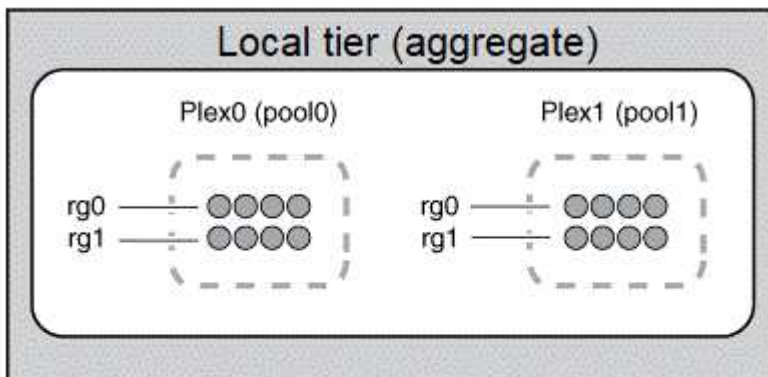 Local tier (aggregate)
Plex0 (pool0)
Plex1 (pool1)
rg0
rg1
rg0
rg1